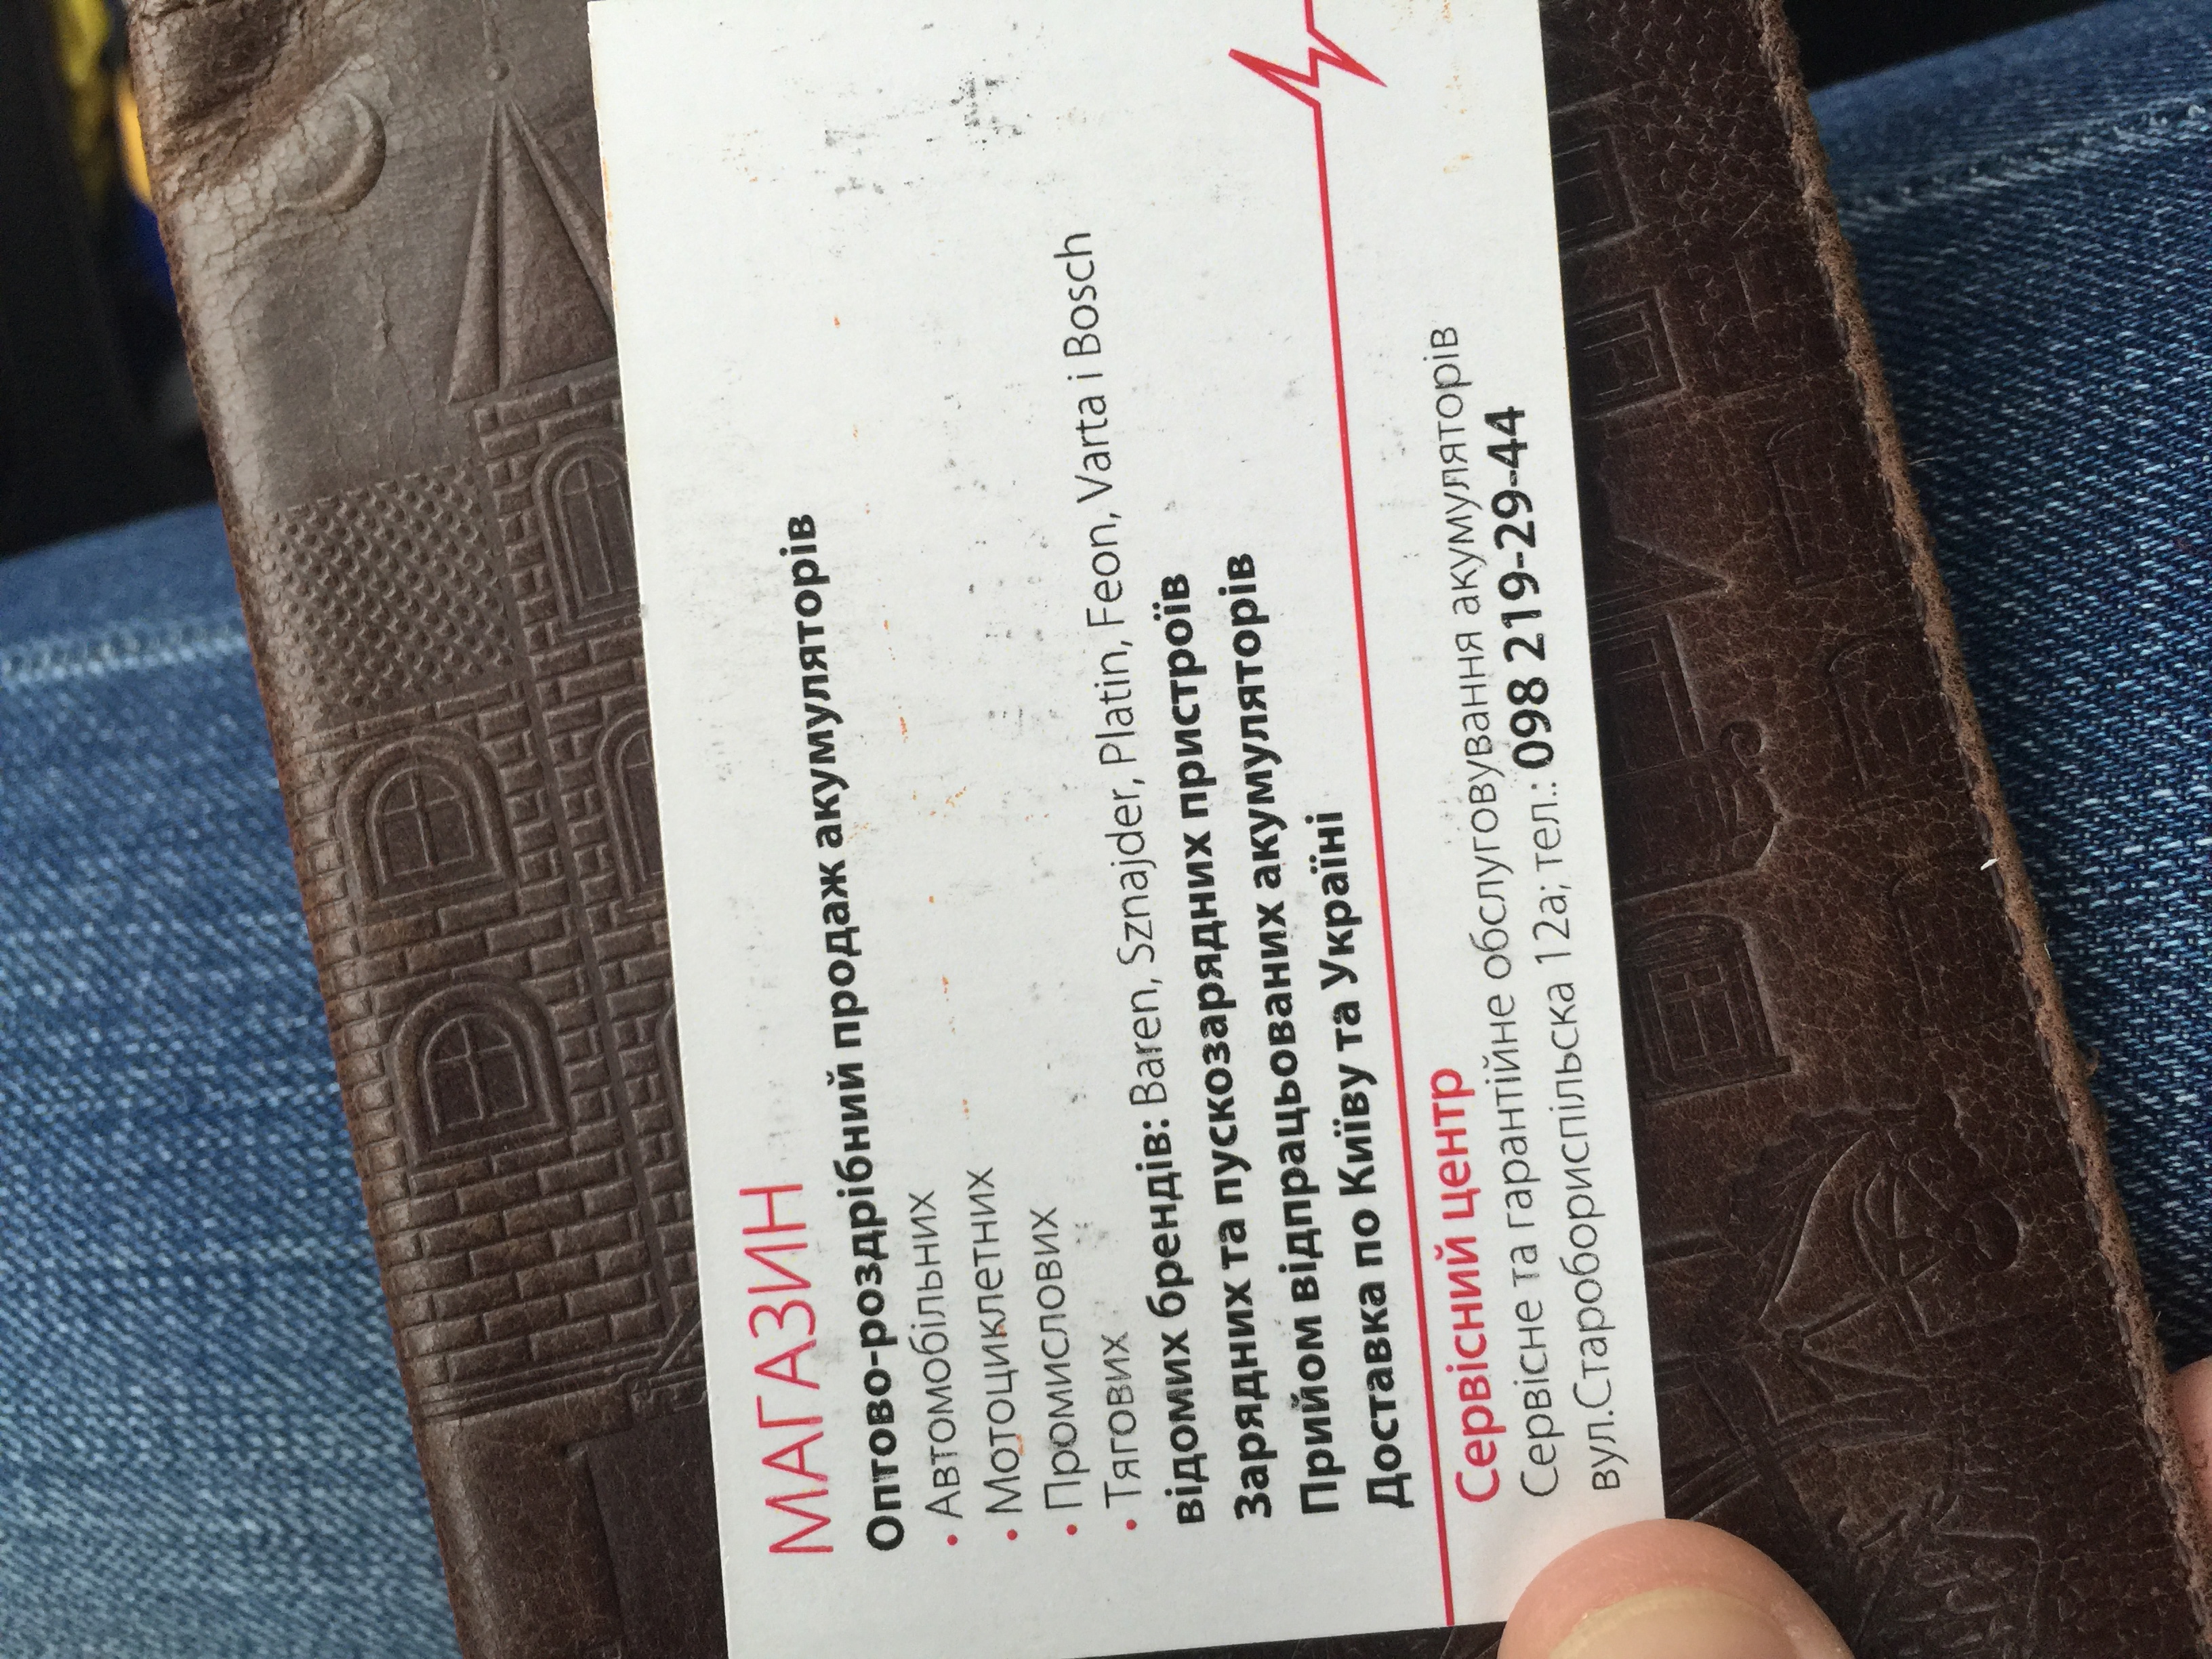 МАГАЗИН
Оптово-роздрібний продаж акумуляторів
• Автомобільних
• Мотоциклетних
• Промислових
• Тягових
відомих брендів: Baren, Sznajder, Platin, Feon, Varta і Bosch
Зарядних та пускозарядних пристроїв
Прийом відпрацьованих акумуляторів
Доставка по Київу та Україні
Сервісний центр
Сервісне та гарантійне обслуговування акумуляторів
вул.Старобориспільська 12а; тел.: 098 219-29-44